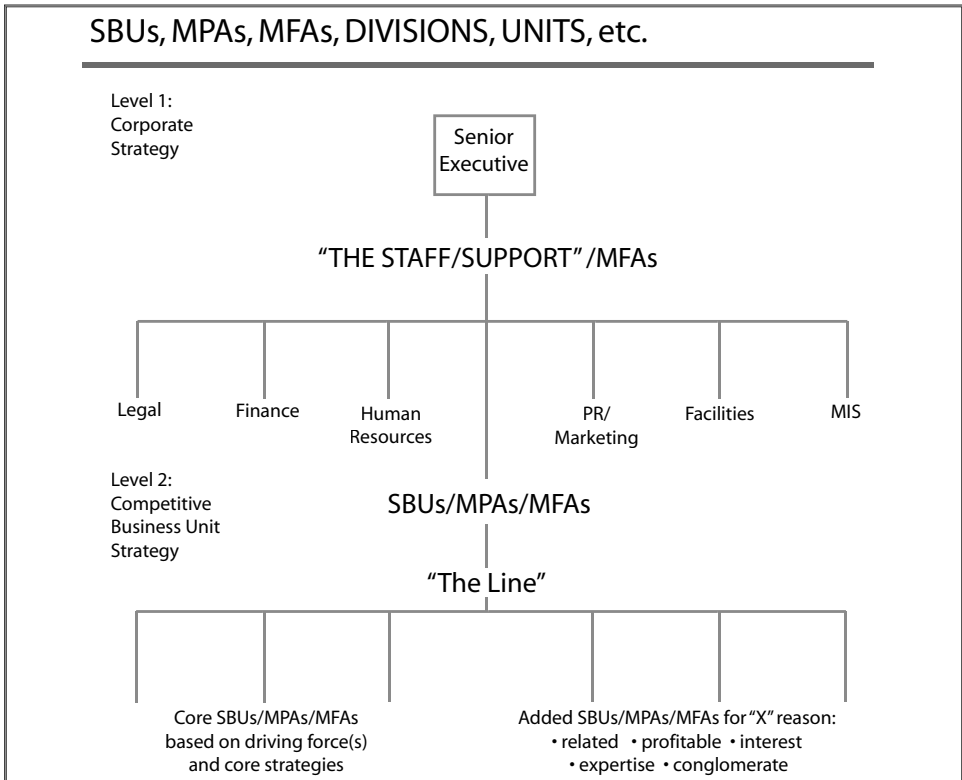 SBUs, MPAs, MFAs, DIVISIONS, UNITS, etc.
Level 1:
Corporate
Strategy
Senior
Executive
“THE STAFF/SUPPORT” /MFAs
Legal
Finance
Human
Resources
PR/
Marketing
Facilities
MIS
Level 2:
Competitive
Business Unit
Strategy
SBUs/MPAs/MFAs
“The Line”
Core SBUs/MPAs/MFAs
based on driving force(s)
and core strategies
Added SBUs/MPAs/MFAs for “X” reason:
• related • profitable • interest
• expertise • conglomerate